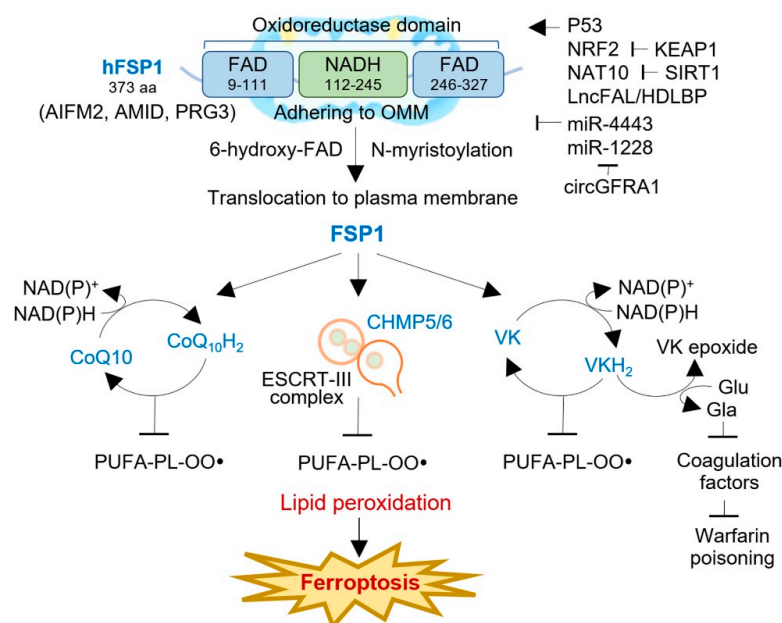 Oxidoreductase domain
hFSP1
373 aa
(AIFM2, AMID, PRG3)
FAD
9-111
NADH
112-245
FAD
246-327
Adhering to OMM
P53
NRF2 KEAP1
NAT10 SIRT1
LncFAL/HDLBP
miR-4443
miR-1228
circGFRA1
6-hydroxy-FAD N-myristoylation
Translocation to plasma membrane
FSP1
NAD(P)⁺
NAD(P)H
CoQ10
CoQ₁₀H₂
PUFA-PL-OO•
CHMP5/6
ESCRT-III
complex
PUFA-PL-OO•
NAD(P)⁺
NAD(P)H
VK
VKH₂
VK epoxide
Glu
Gla
PUFA-PL-OO•
Coagulation
factors
Warfarin
poisoning
Lipid peroxidation
Ferroptosis